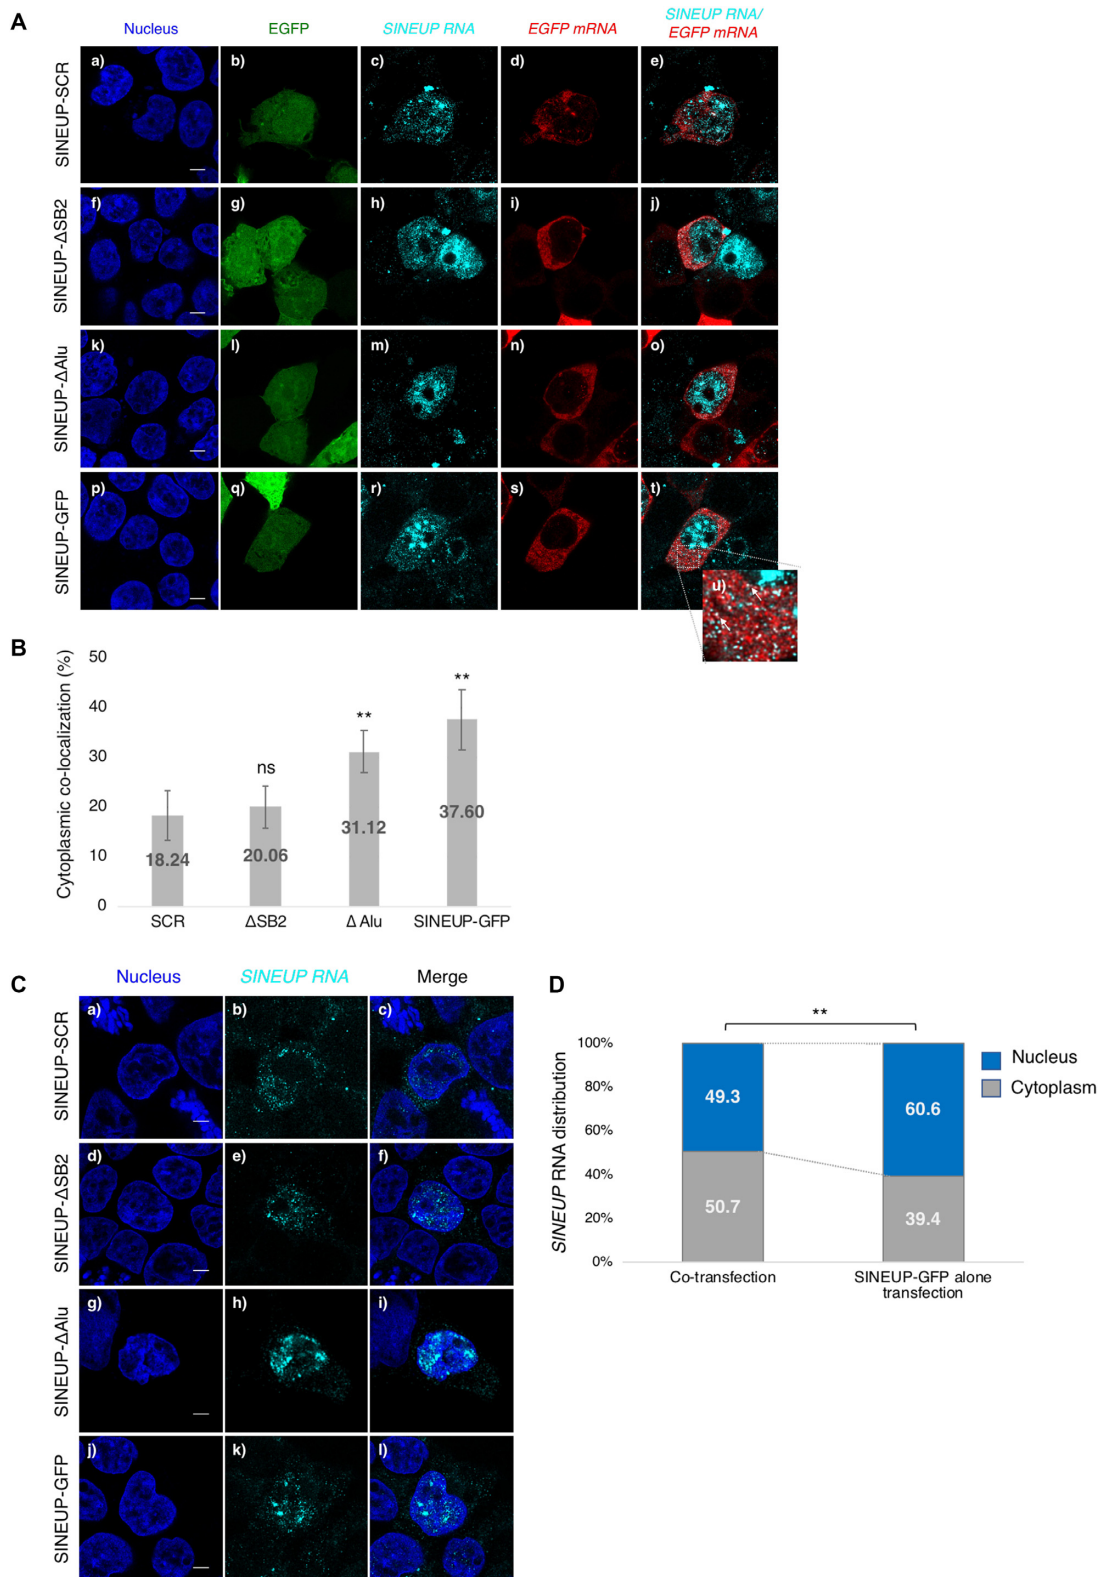 A
Nucleus
EGFP
SINEUP RNA
EGFP mRNA
SINEUP RNA/
EGFP mRNA
SINEUP-SCR
a)
b)
c)
d)
e)
SINEUP-ΔSB2
f)
g)
h)
i)
j)
SINEUP-ΔAlu
k)
l)
m)
n)
o)
SINEUP-GFP
p)
q)
r)
s)
t)
u)
B
Cytoplasmic co-localization (%)
50
40
30
20
10
0
ns
**
**
18.24
20.06
31.12
37.60
SCR
ΔSB2
Δ Alu
SINEUP-GFP
C
Nucleus
SINEUP RNA
Merge
SINEUP-SCR
a)
b)
c)
SINEUP-ΔSB2
d)
e)
f)
SINEUP-ΔAlu
g)
h)
i)
SINEUP-GFP
j)
k)
l)
D
**
SINEUP RNA distribution
100%
80%
60%
40%
20%
0%
49.3
60.6
50.7
39.4
Nucleus
Cytoplasm
Co-transfection
SINEUP-GFP alone
transfection